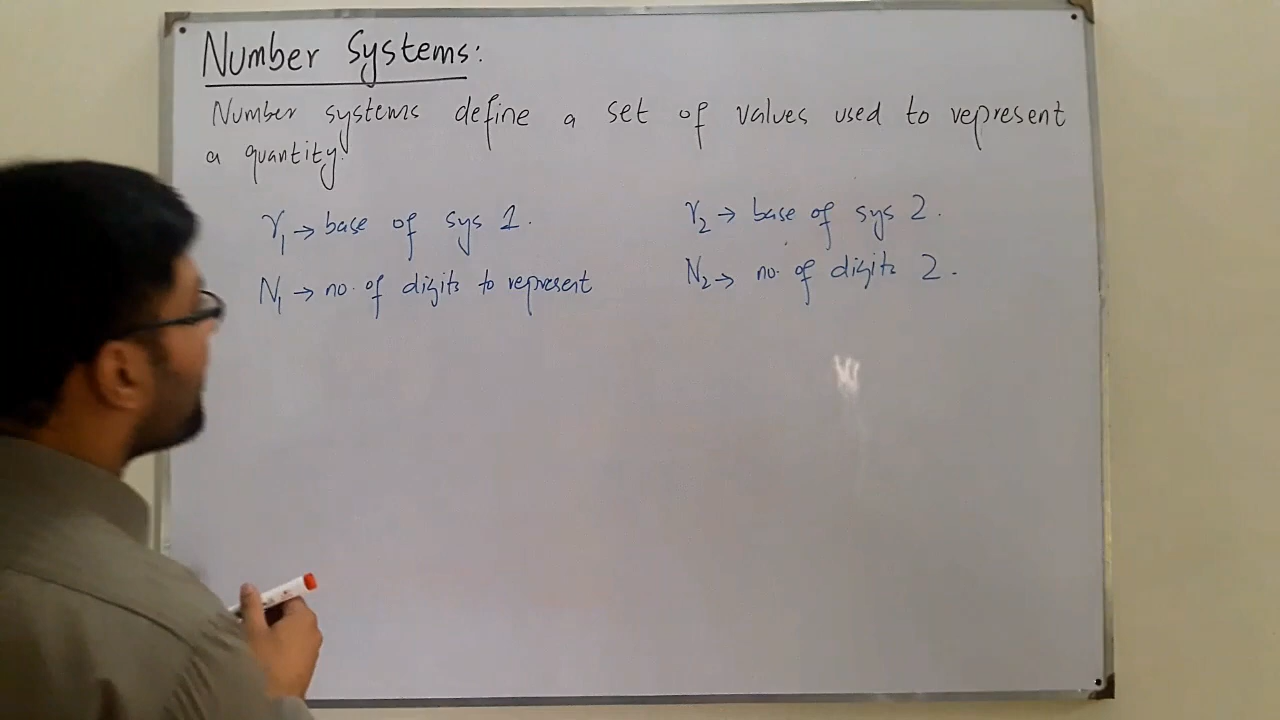 Number Systems:
Number systems define a set of values used to represent
a quantity.
r₁ → base of sys 1.
N₁ → no. of digits to represent
r₂ → base of sys 2.
N₂ → no. of digits 2.